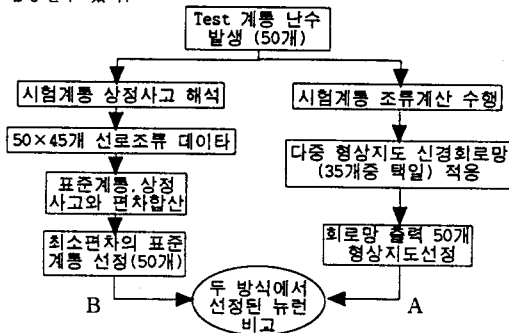 Test 계통 난수
발생 (50개)
시험계통 상정사고 해석
시험계통 조류계산 수행
50×45개 선로조류 데이타
다중 형상지도 신경회로망
(35개중 택일) 적용
표준계통,상정
사고와 편차합산
최소편차의 표준
계통 선정(50개)
회로망 출력 50개
형상지도선정
B
두 방식에서
선정된 뉴런
비고
A